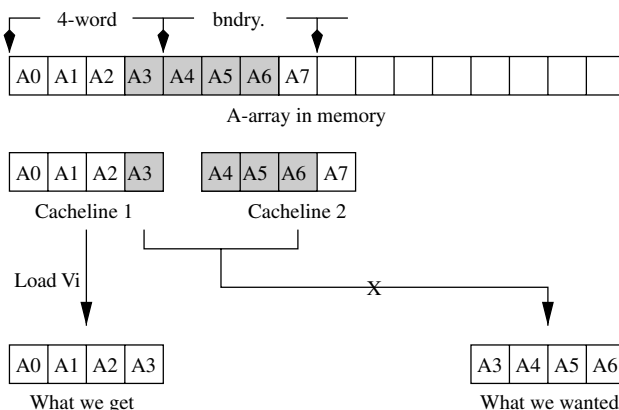 4-word bndry.
A0 A1 A2 A3 A4 A5 A6 A7
A-array in memory
A0 A1 A2 A3 A4 A5 A6 A7
Cacheline 1 Cacheline 2
Load Vi
X
A0 A1 A2 A3 A3 A4 A5 A6
What we get What we wanted